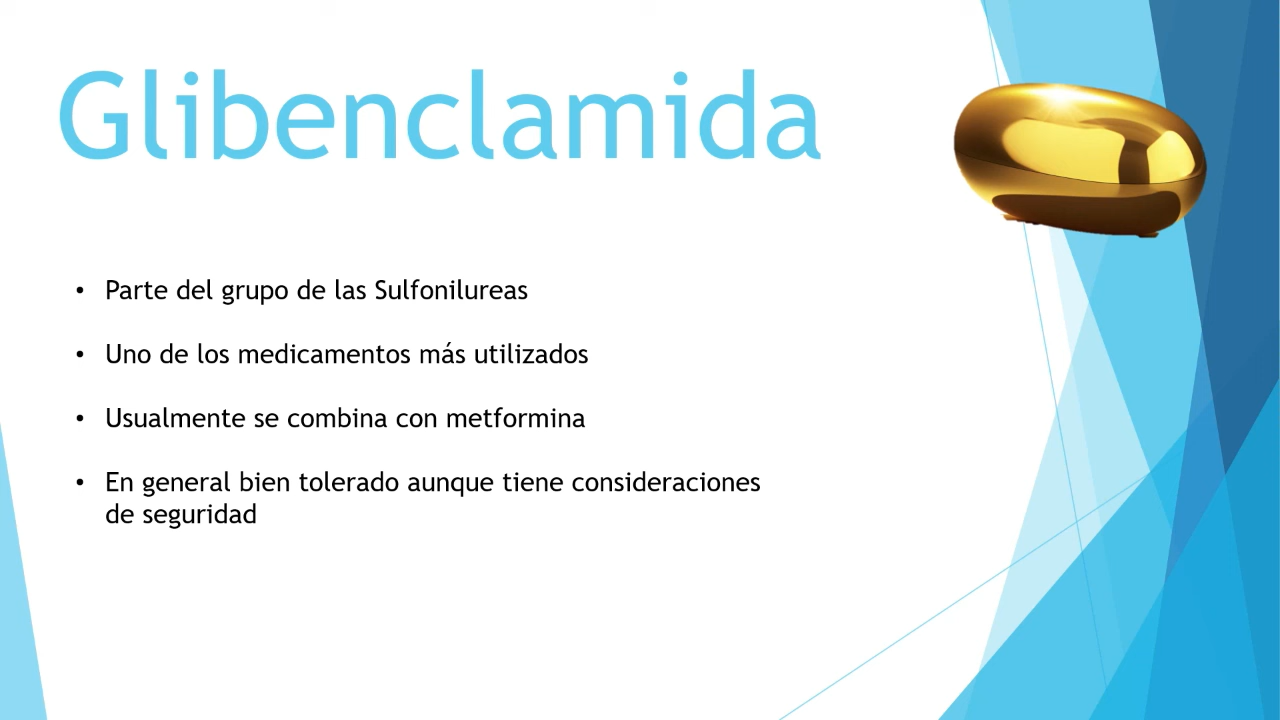 Glibenclamida
• Parte del grupo de las Sulfonilureas
• Uno de los medicamentos más utilizados
• Usualmente se combina con metformina
• En general bien tolerado aunque tiene consideraciones
de seguridad